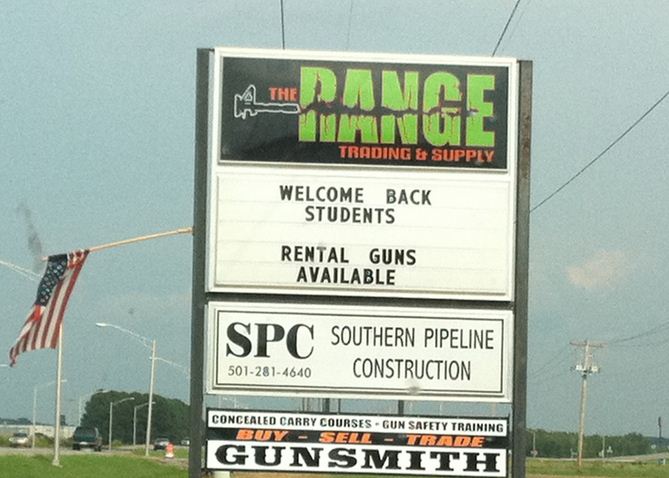 THE RANGE
TRADING & SUPPLY
WELCOME BACK
STUDENTS
RENTAL GUNS
AVAILABLE
SPC SOUTHERN PIPELINE
501-281-4640 CONSTRUCTION
CONCEALED CARRY COURSES - GUN SAFETY TRAINING
BUY - SELL - TRADE
GUNSMITH